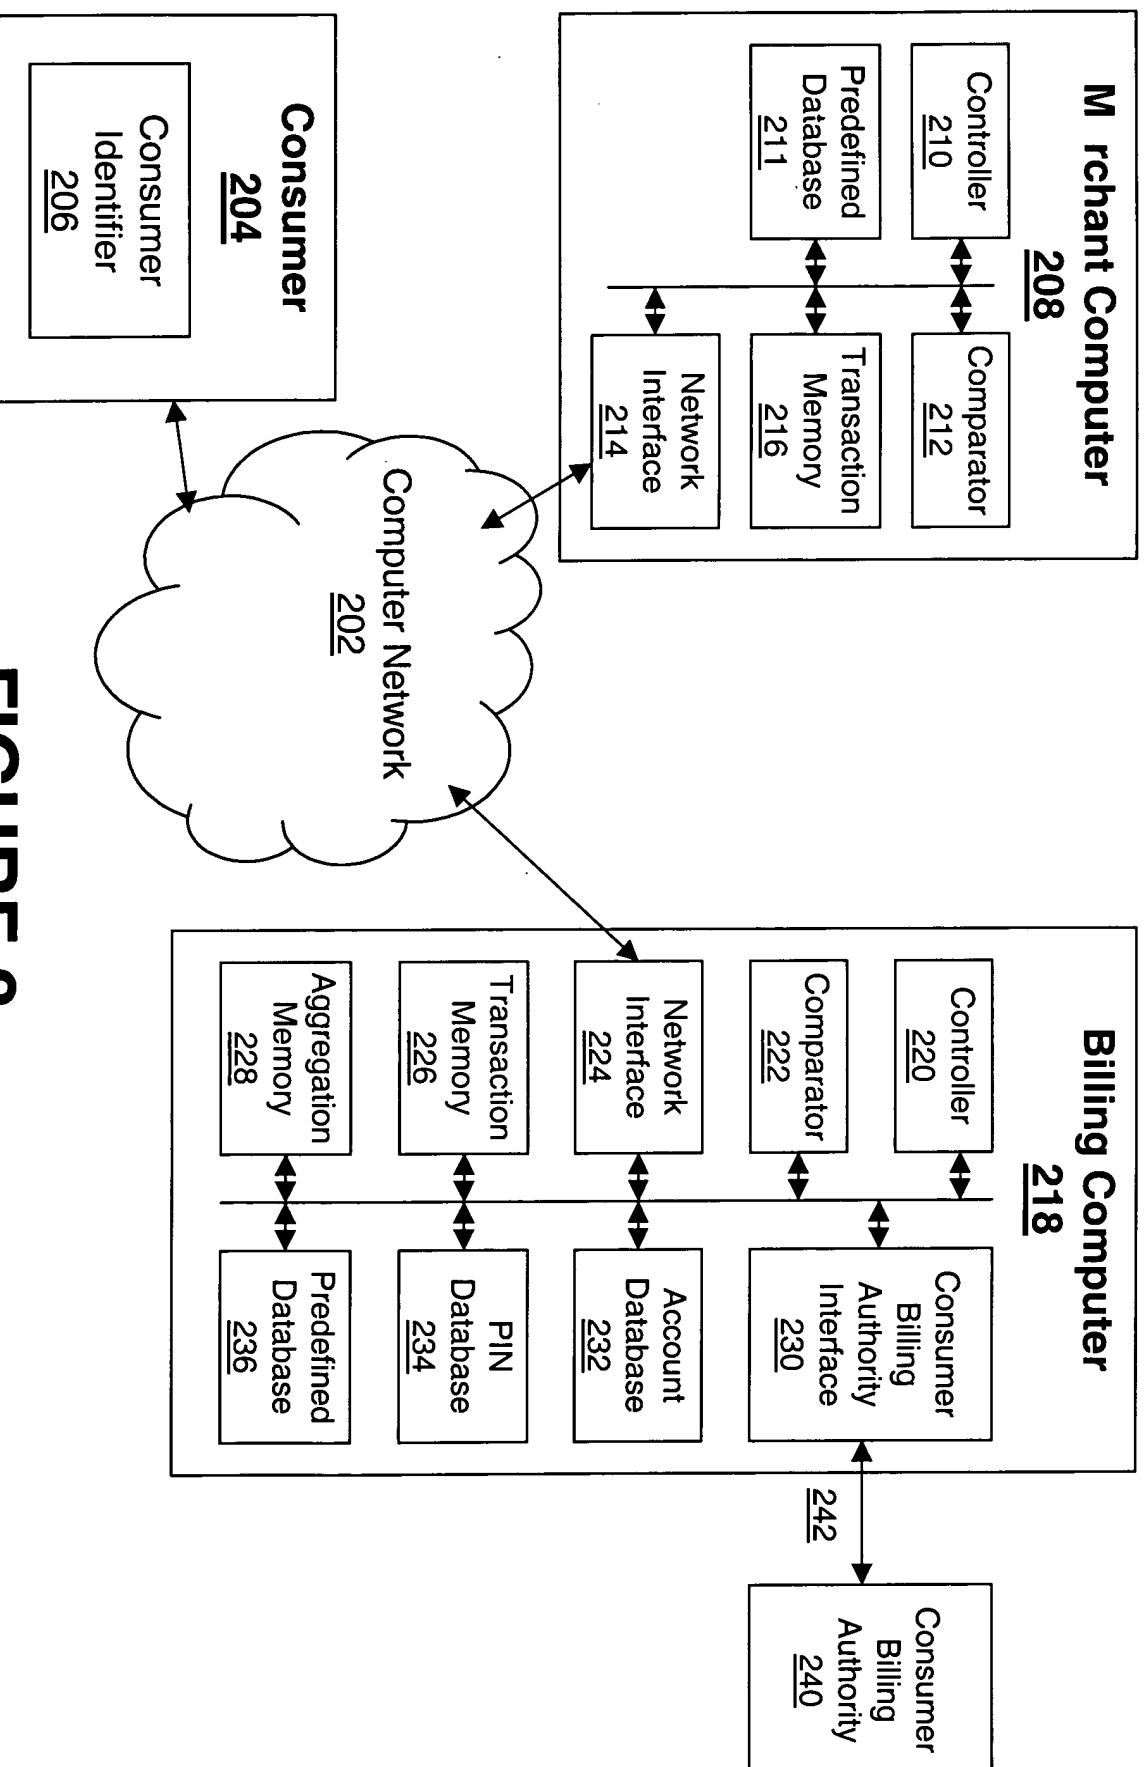 M rchant Computer
208
Controller
210
Comparator
212
Predefined
Database
211
Transaction
Memory
216
Network
Interface
214
Consumer
204
Consumer
Identifier
206
Computer Network
202
Billing Computer
218
Controller
220
Comparator
222
Network
Interface
224
Transaction
Memory
226
Aggregation
Memory
228
Consumer
Billing
Authority
Interface
230
Account
Database
232
PIN
Database
234
Predefined
Database
236
242
Consumer
Billing
Authority
240
FIGURE 2